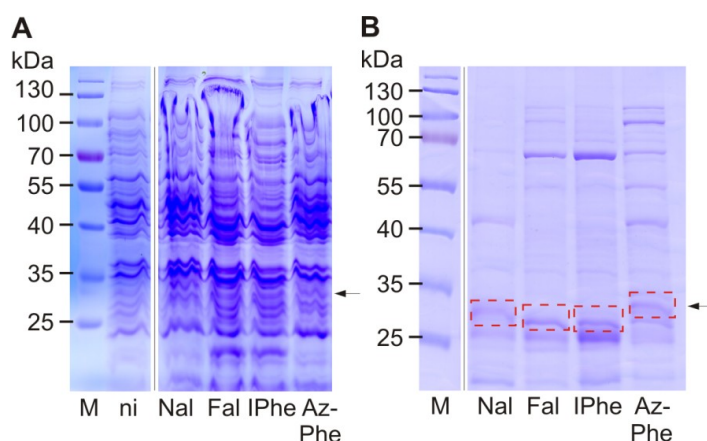 A
kDa
130
100
70
55
40
35
25
M ni Nal Fal IPhe Az-
Phe
B
kDa
130
100
70
55
40
35
25
M Nal Fal IPhe Az-
Phe